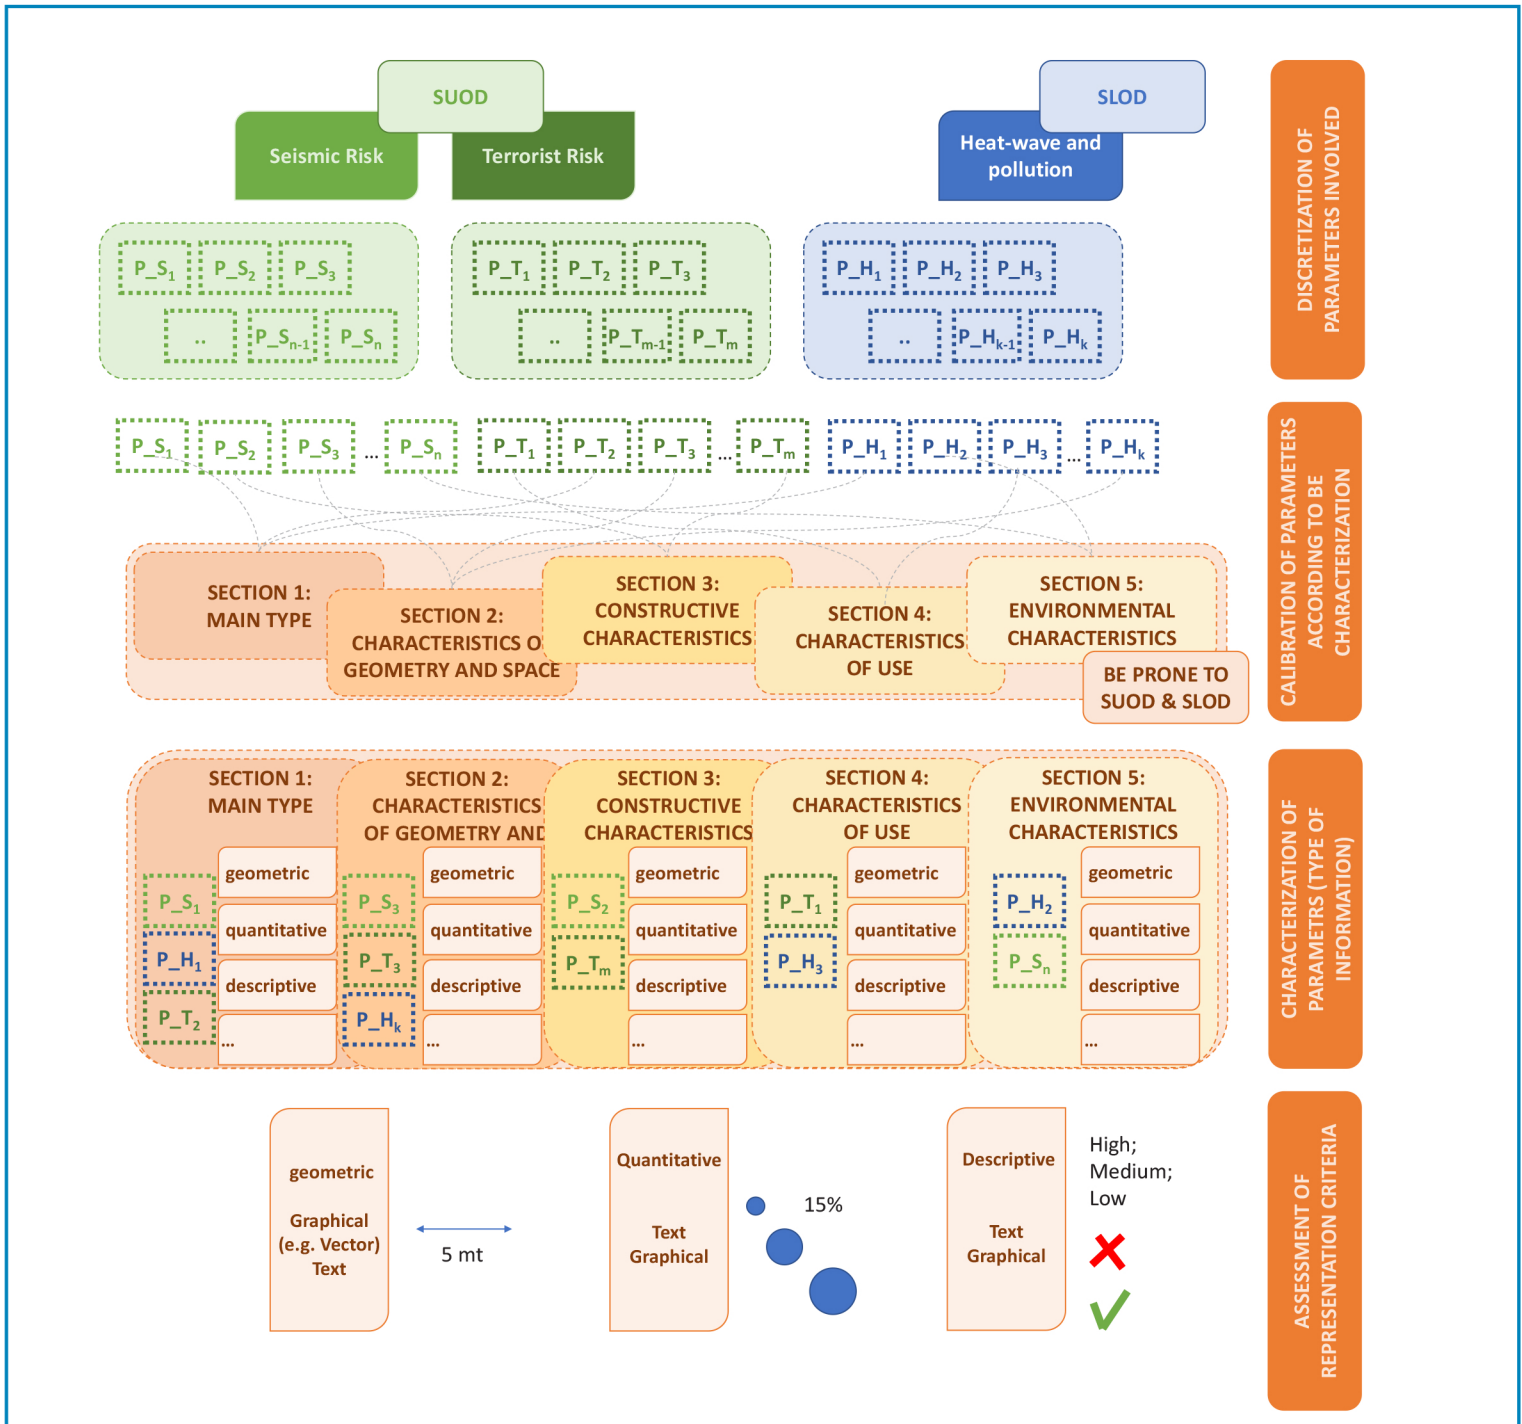 SUOD
Seismic Risk
Terrorist Risk
SLOD
Heat-wave and
pollution
DISCRETIZATION OF
PARAMETERS INVOLVED
P_S1 P_S2 P_S3
.. P_Sn-1 P_Sn
P_T1 P_T2 P_T3
.. P_Tm-1 P_Tm
P_H1 P_H2 P_H3
.. P_Hk-1 P_Hk
P_S1 P_S2 P_S3 ... P_Sn P_T1 P_T2 P_T3 ... P_Tm P_H1 P_H2 P_H3 ... P_Hk
CALIBRATION OF PARAMETERS
ACCORDING TO BE
CHARACTERIZATION
SECTION 1:
MAIN TYPE
SECTION 2:
CHARACTERISTICS O
GEOMETRY AND SPACE
SECTION 3:
CONSTRUCTIVE
CHARACTERISTICS
SECTION 4:
CHARACTERISTICS
OF USE
SECTION 5:
ENVIRONMENTAL
CHARACTERISTICS
BE PRONE TO
SUOD & SLOD
CHARACTERIZATION OF
PARAMETRS (TYPE OF
INFORMATION)
SECTION 1:
MAIN TYPE
P_S1
P_H1
P_T2
geometric
quantitative
descriptive
...
SECTION 2:
CHARACTERISTICS
OF GEOMETRY AND
P_S3
P_T3
P_Hk
geometric
quantitative
descriptive
...
SECTION 3:
CONSTRUCTIVE
CHARACTERISTICS
P_S2
P_Tm
geometric
quantitative
descriptive
...
SECTION 4:
CHARACTERISTICS
OF USE
P_T1
P_H3
geometric
quantitative
descriptive
...
SECTION 5:
ENVIRONMENTAL
CHARACTERISTICS
P_H2
P_Sn
geometric
quantitative
descriptive
...
ASSESSMENT OF
REPRESENTATION CRITERIA
geometric
Graphical
(e.g. Vector)
Text
5 mt
Quantitative
Text
Graphical
15%
Descriptive
Text
Graphical
High;
Medium;
Low